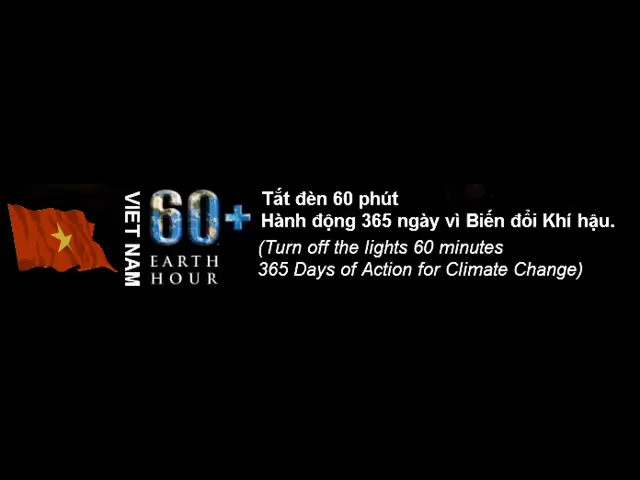 VIET NAM
60+
EARTH
HOUR
Tắt đèn 60 phút
Hành động 365 ngày vì Biến đổi Khí hậu.
(Turn off the lights 60 minutes
365 Days of Action for Climate Change)